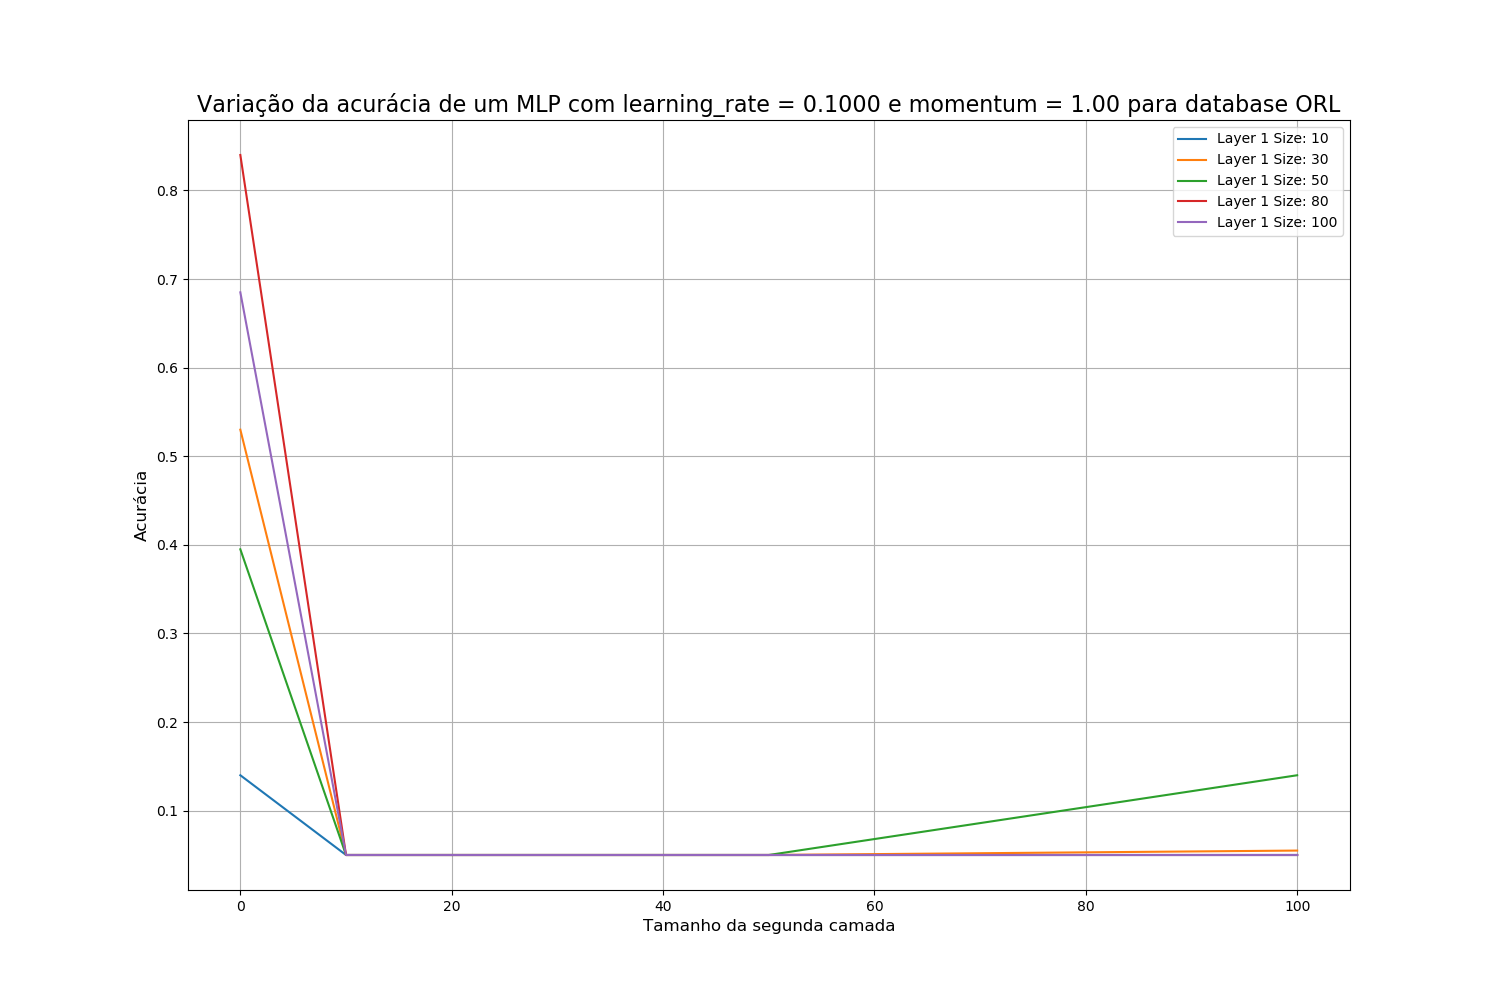 Variação da acurácia de um MLP com learning_rate = 0.1000 e momentum = 1.00 para database ORL
Layer 1 Size: 10
Layer 1 Size: 30
Layer 1 Size: 50
Layer 1 Size: 80
Layer 1 Size: 100
0.8
0.7
0.6
0.5
0.4
0.3
0.2
0.1
Acurácia
0 20 40 60 80 100
Tamanho da segunda camada